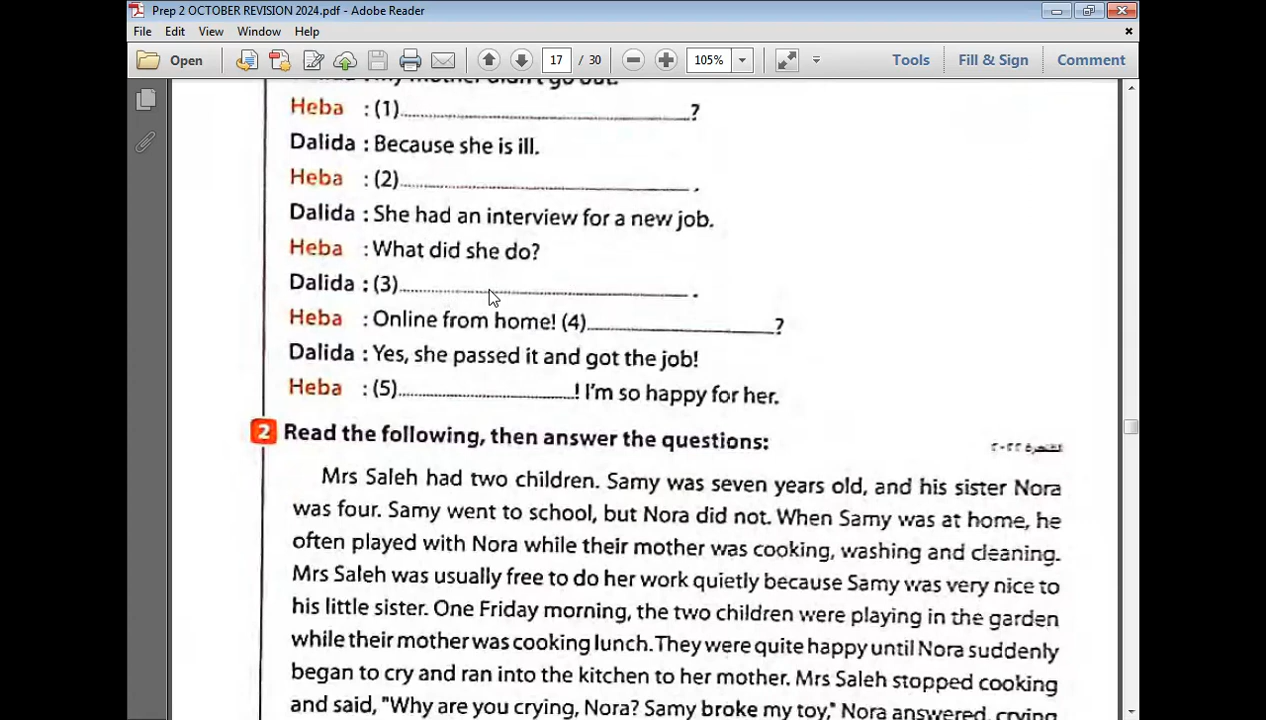 Prep 2 OCTOBER REVISION 2024.pdf - Adobe Reader
File Edit View Window Help
Open 17 / 30 105% Tools Fill & Sign Comment
my mother didn't go out.
Heba : (1)..............................?
Dalida : Because she is ill.
Heba : (2)...............................
Dalida : She had an interview for a new job.
Heba : What did she do?
Dalida : (3)...............................
Heba : Online from home! (4)....................?
Dalida : Yes, she passed it and got the job!
Heba : (5)....................! I'm so happy for her.
2 Read the following, then answer the questions:
Mrs Saleh had two children. Samy was seven years old, and his sister Nora
was four. Samy went to school, but Nora did not. When Samy was at home, he
often played with Nora while their mother was cooking, washing and cleaning.
Mrs Saleh was usually free to do her work quietly because Samy was very nice to
his little sister. One Friday morning, the two children were playing in the garden
while their mother was cooking lunch. They were quite happy until Nora suddenly
began to cry and ran into the kitchen to her mother. Mrs Saleh stopped cooking
and said, "Why are you crying, Nora? Samy broke my toy," Nora answered, crying